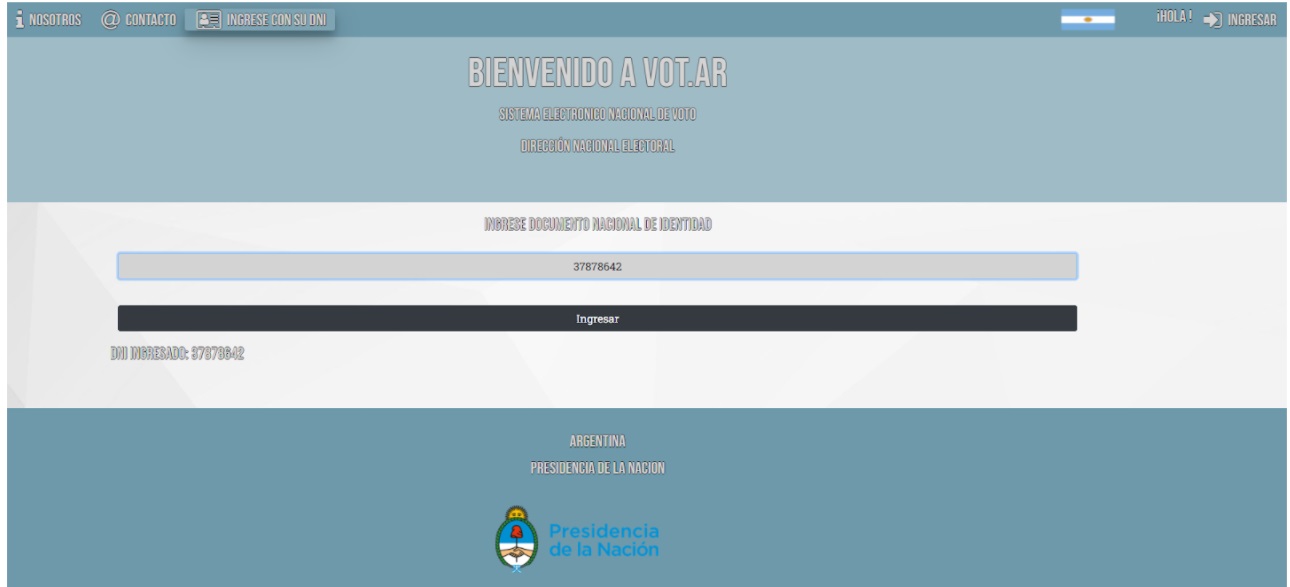 NOSOTROS @ CONTACTO INGRESE CON SU DNI ¡HOLA! INGRESAR
BIENVENIDO A VOT.AR
SISTEMA ELECTRONICO NACIONAL DE VOTO
DIRECCIÓN NACIONAL ELECTORAL
INGRESE DOCUMENTO NACIONAL DE IDENTIDAD
37878642
Ingresar
DNI INGRESADO: 37878642
ARGENTINA
PRESIDENCIA DE LA NACION
Presidencia
de la Nación